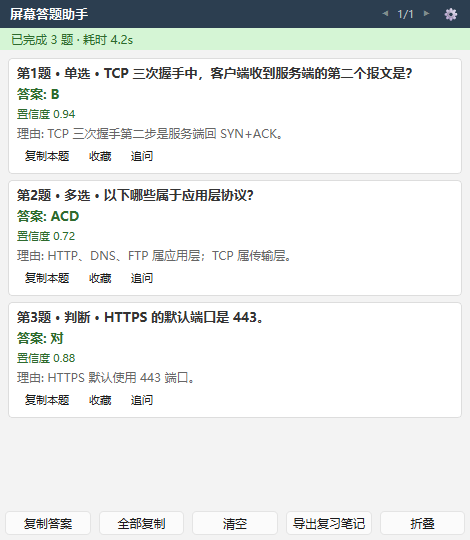 屏幕答题助手 ◄ 1/1 ►
已完成 3 题 · 耗时 4.2s
第1题 • 单选 • TCP 三次握手中，客户端收到服务端的第二个报文是？
答案: B
置信度 0.94
理由: TCP 三次握手第二步是服务端回 SYN+ACK。
复制本题 收藏 追问
第2题 • 多选 • 以下哪些属于应用层协议？
答案: ACD
置信度 0.72
理由: HTTP、DNS、FTP 属应用层；TCP 属传输层。
复制本题 收藏 追问
第3题 • 判断 • HTTPS 的默认端口是 443。
答案: 对
置信度 0.88
理由: HTTPS 默认使用 443 端口。
复制本题 收藏 追问
复制答案 全部复制 清空 导出复习笔记 折叠